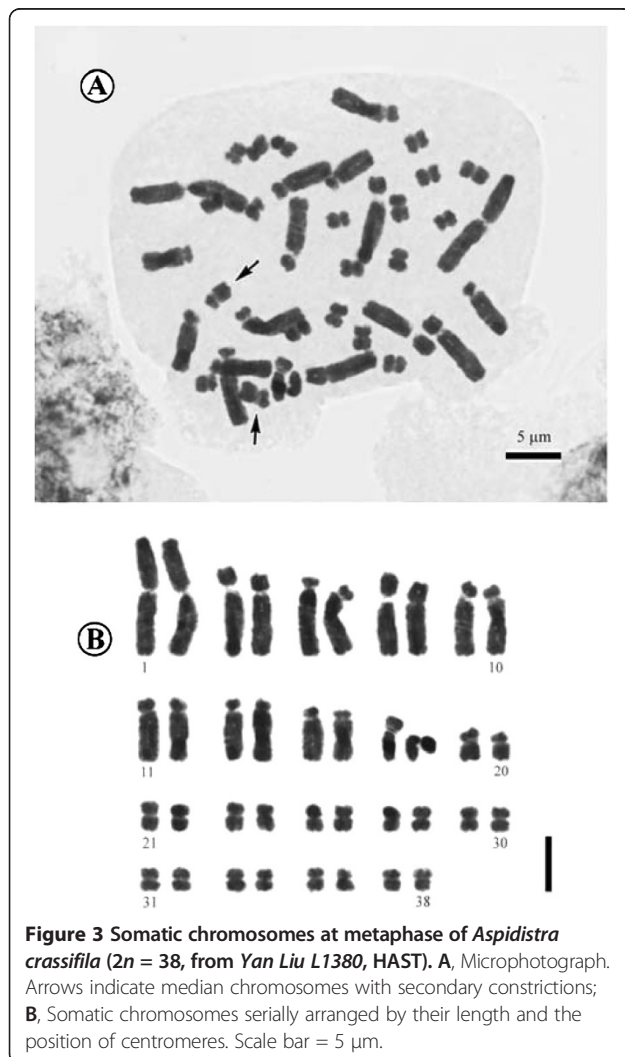 A
5 µm
B
1 10
11 20
21 30
31 38
Figure 3 Somatic chromosomes at metaphase of Aspidistra
crassifila (2n = 38, from Yan Liu L1380, HAST). A, Microphotograph.
Arrows indicate median chromosomes with secondary constrictions;
B, Somatic chromosomes serially arranged by their length and the
position of centromeres. Scale bar = 5 µm.